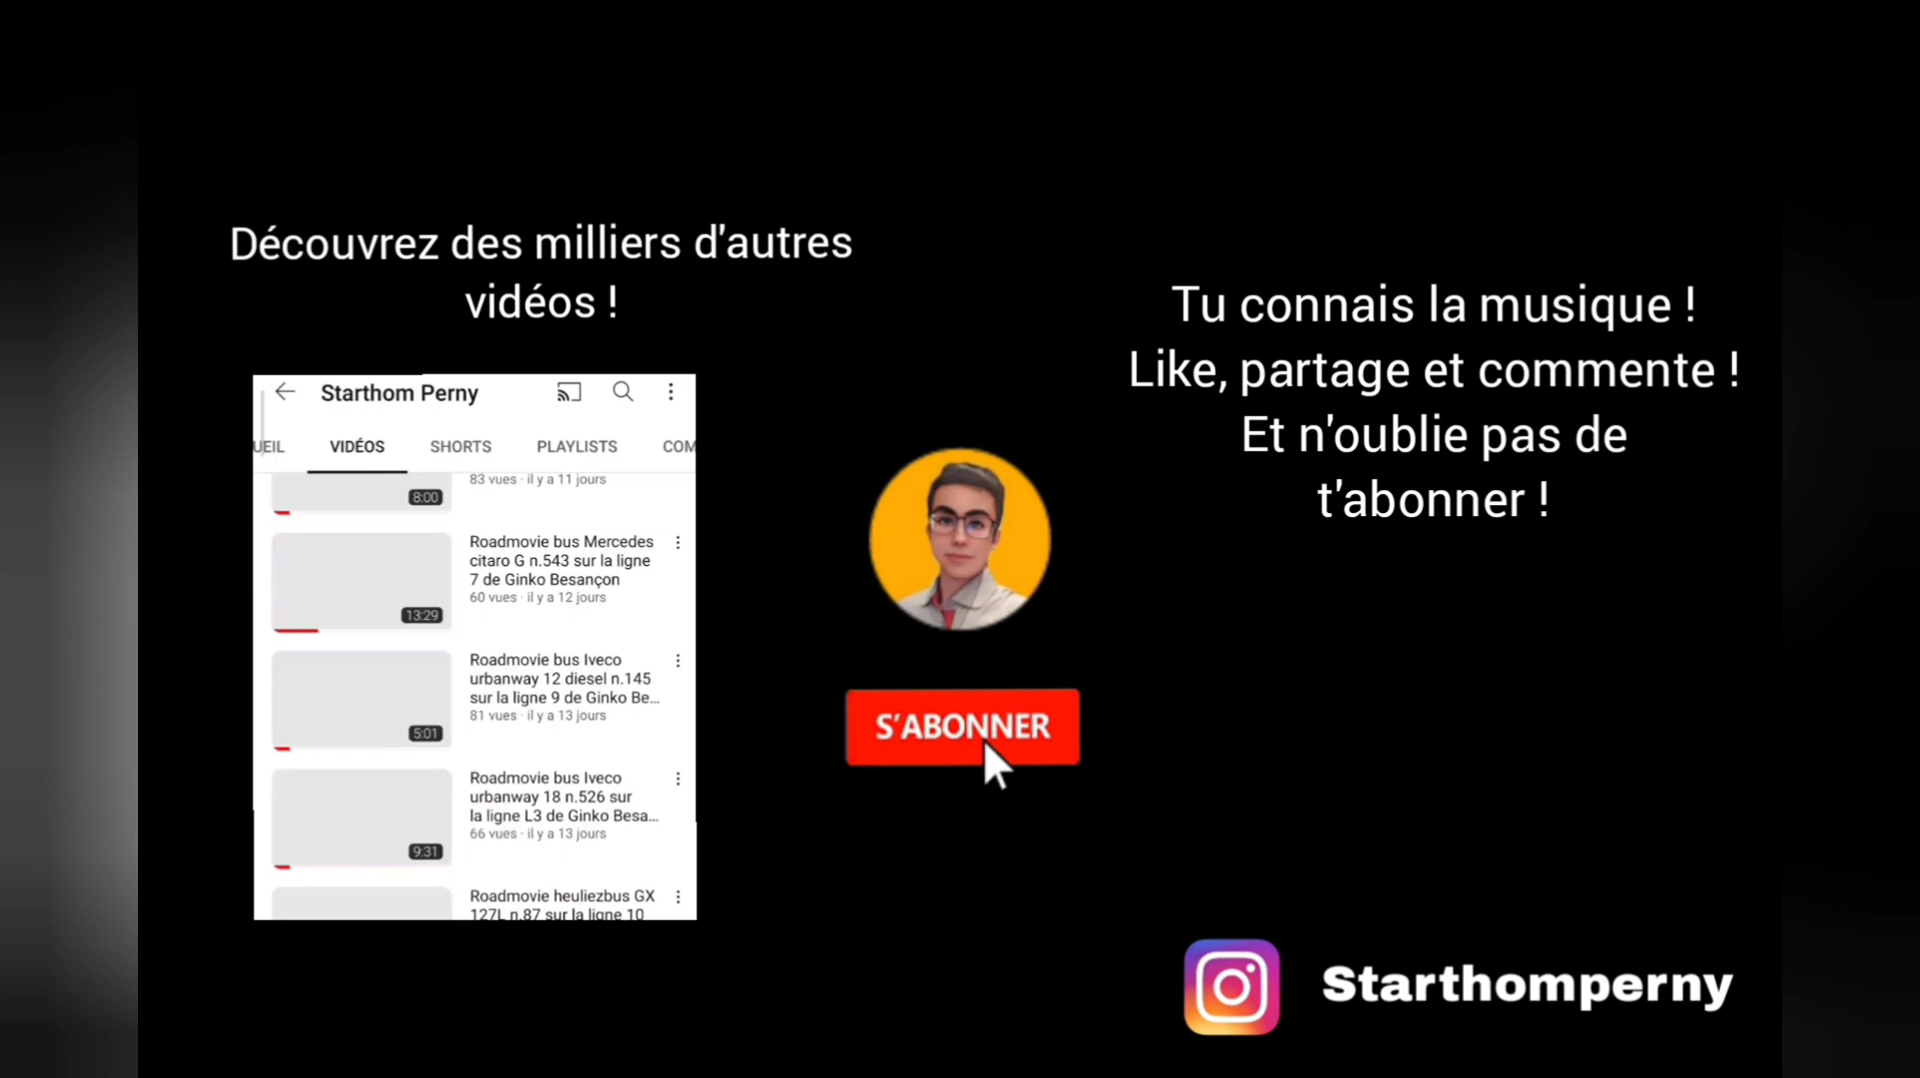 Découvrez des milliers d'autres
vidéos !
Starthom Perny
UEIL VIDÉOS SHORTS PLAYLISTS COM
83 vues · il y a 11 jours
8:00
Roadmovie bus Mercedes
citaro G n.543 sur la ligne
7 de Ginko Besançon
60 vues · il y a 12 jours
13:29
Roadmovie bus Iveco
urbanway 12 diesel n.145
sur la ligne 9 de Ginko Be...
81 vues · il y a 13 jours
5:01
Roadmovie bus Iveco
urbanway 18 n.526 sur
la ligne L3 de Ginko Besa...
66 vues · il y a 13 jours
9:31
Roadmovie heuliezbus GX
127L n.87 sur la ligne 10
S'ABONNER
Tu connais la musique !
Like, partage et commente !
Et n'oublie pas de
t'abonner !
Starthomperny